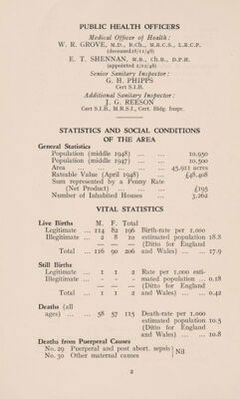 PUBLIC HEALTH OFFICERS
Medical Officer of Health:
W. R. GROVE, M.D., B.Ch., M.R.C.S., L.R.C.P.
(deceased 18/11/48)
E. T. SHENNAN, M.B., Ch.B., D.P.H.
(appointed 2/12/48)
Senior Sanitary Inspector:
G. H. PHIPPS
Cert S.I.B.
Additional Sanitary Inspector:
J. G. REESON
Cert S.I.B., M.R.S.I., Cert. Bldg. Inspr.
STATISTICS AND SOCIAL CONDITIONS
OF THE AREA
General Statistics
Population (middle 1948) ... ... 10,950
Population (middle 1947) ... ... 10,500
Area ... ... ... ... ... 45,911 acres
Rateable Value (April 1948) ... £48,408
Sum represented by a Penny Rate
(Net Product) ... ... ... £195
Number of Inhabited Houses ... 3,262
VITAL STATISTICS
Live Births M. F. Total
Legitimate ... 114 82 196 Birth-rate per 1,000
Illegitimate ... 2 8 10 estimated population 18.8
(Ditto for England
Total ... 116 90 206 and Wales) ... 17.9
Still Births
Legitimate ... 1 1 2 Rate per 1,000 esti-
Illegitimate ... - - - mated population ... 0.18
(Ditto for England
Total ... 1 1 2 and Wales) ... 0.42
Deaths (all
ages) ... ... 58 57 115 Death-rate per 1,000
estimated population 10.5
(Ditto for England
and Wales) ... 10.8
Deaths from Puerperal Causes
No. 29 Puerperal and post abort. sepsis
No. 30 Other maternal causes } Nil
2